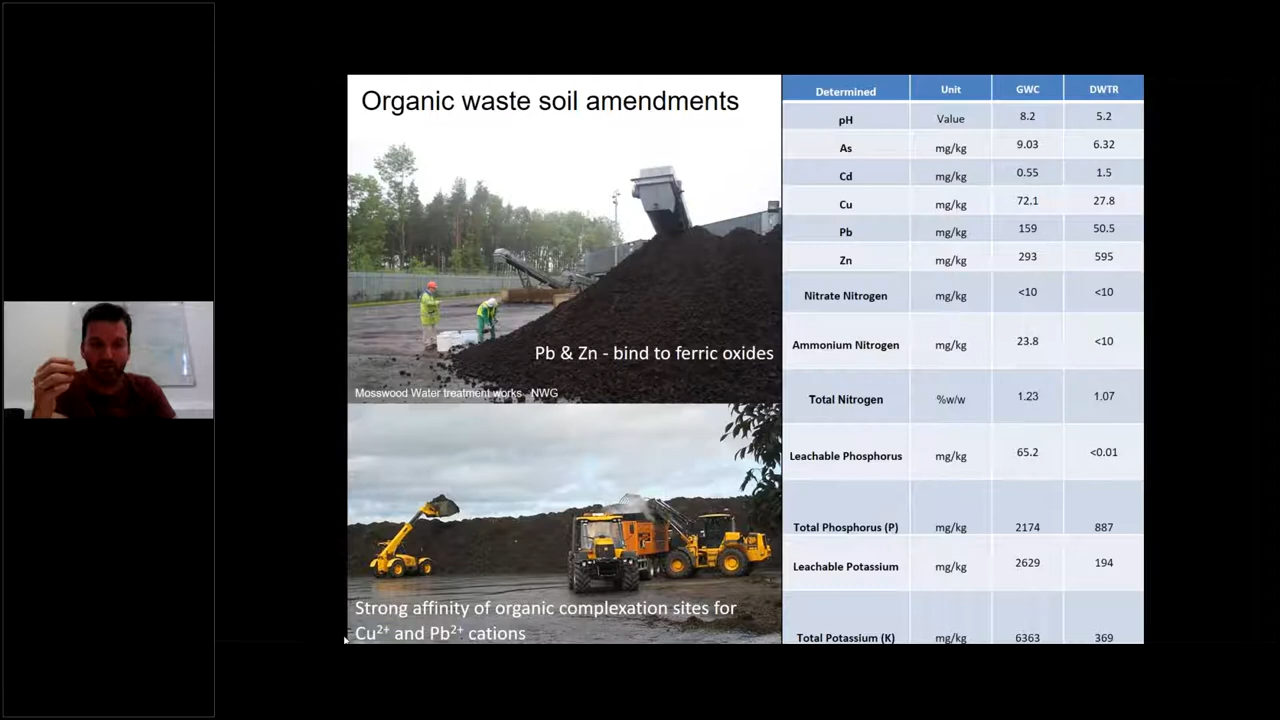 Organic waste soil amendments
Pb & Zn - bind to ferric oxides
Mosswood Water treatment works NWG
Strong affinity of organic complexation sites for
Cu²⁺ and Pb²⁺ cations
Determined Unit GWC DWTR
pH Value 8.2 5.2
As mg/kg 9.03 6.32
Cd mg/kg 0.55 1.5
Cu mg/kg 72.1 27.8
Pb mg/kg 159 50.5
Zn mg/kg 293 595
Nitrate Nitrogen mg/kg <10 <10
Ammonium Nitrogen mg/kg 23.8 <10
Total Nitrogen %w/w 1.23 1.07
Leachable Phosphorus mg/kg 65.2 <0.01
Total Phosphorus (P) mg/kg 2174 887
Leachable Potassium mg/kg 2629 194
Total Potassium (K) mg/kg 6363 369